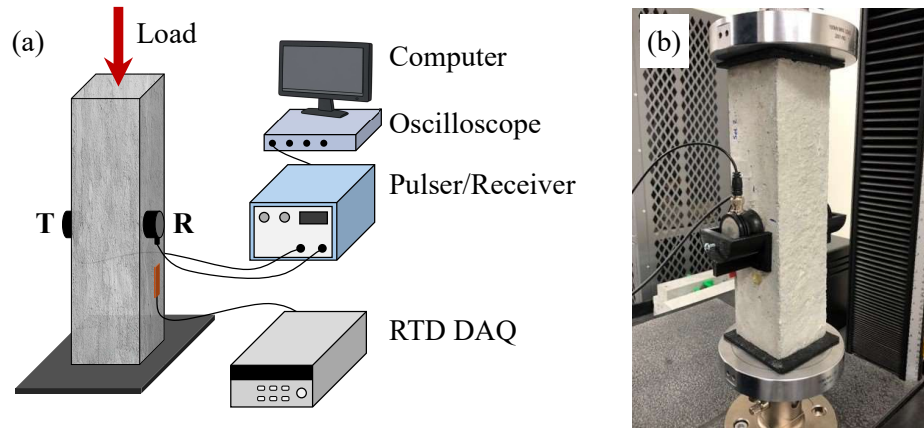 (a)
Load
Computer
Oscilloscope
Pulser/Receiver
T
R
RTD DAQ
(b)